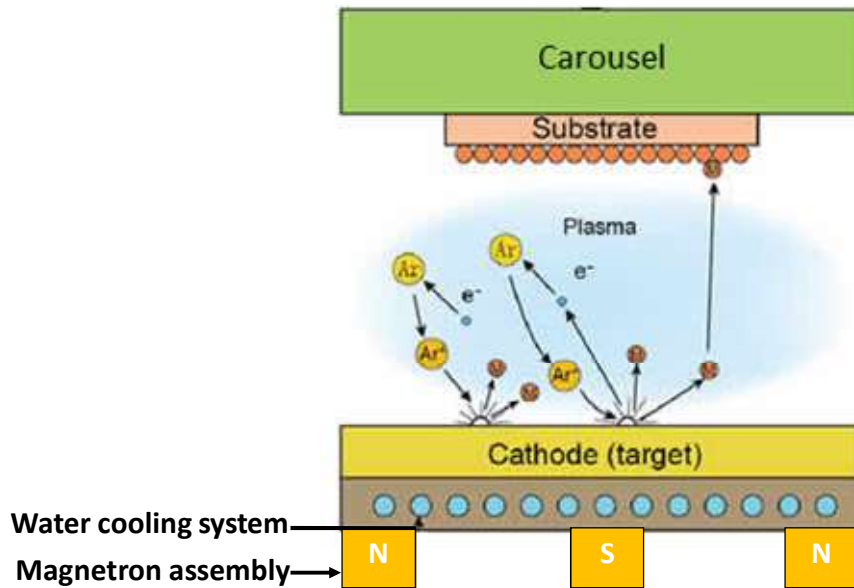 Carousel
Substrate
M
Plasma
Ar
Ar
e⁻
e⁻
Ar⁺
Ar⁺
M
M
M
M
Cathode (target)
Water cooling system
Magnetron assembly
N
S
N